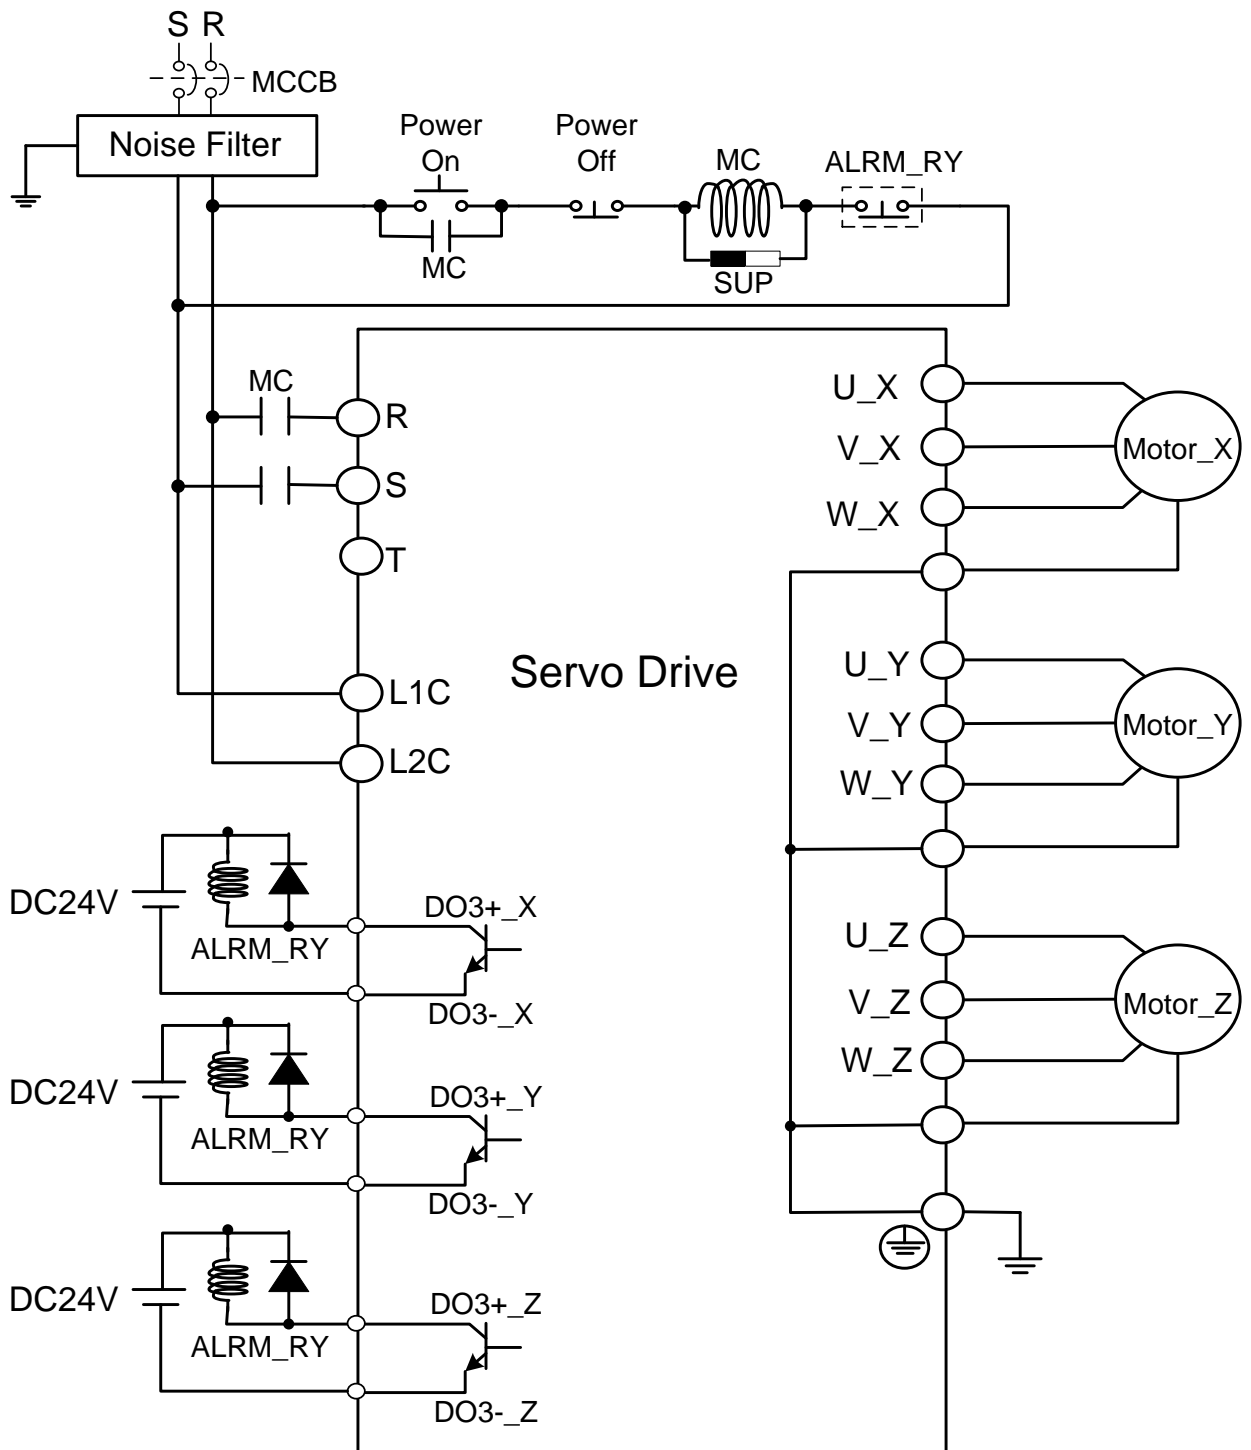 S R
MCCB
Noise Filter
Power
On
Power
Off
MC
ALRM_RY
MC
SUP
MC
R
S
T
L1C
L2C
Servo Drive
U_X
V_X
W_X
Motor_X
U_Y
V_Y
W_Y
Motor_Y
U_Z
V_Z
W_Z
Motor_Z
DC24V
ALRM_RY
DO3+_X
DO3-_X
DC24V
ALRM_RY
DO3+_Y
DO3-_Y
DC24V
ALRM_RY
DO3+_Z
DO3-_Z